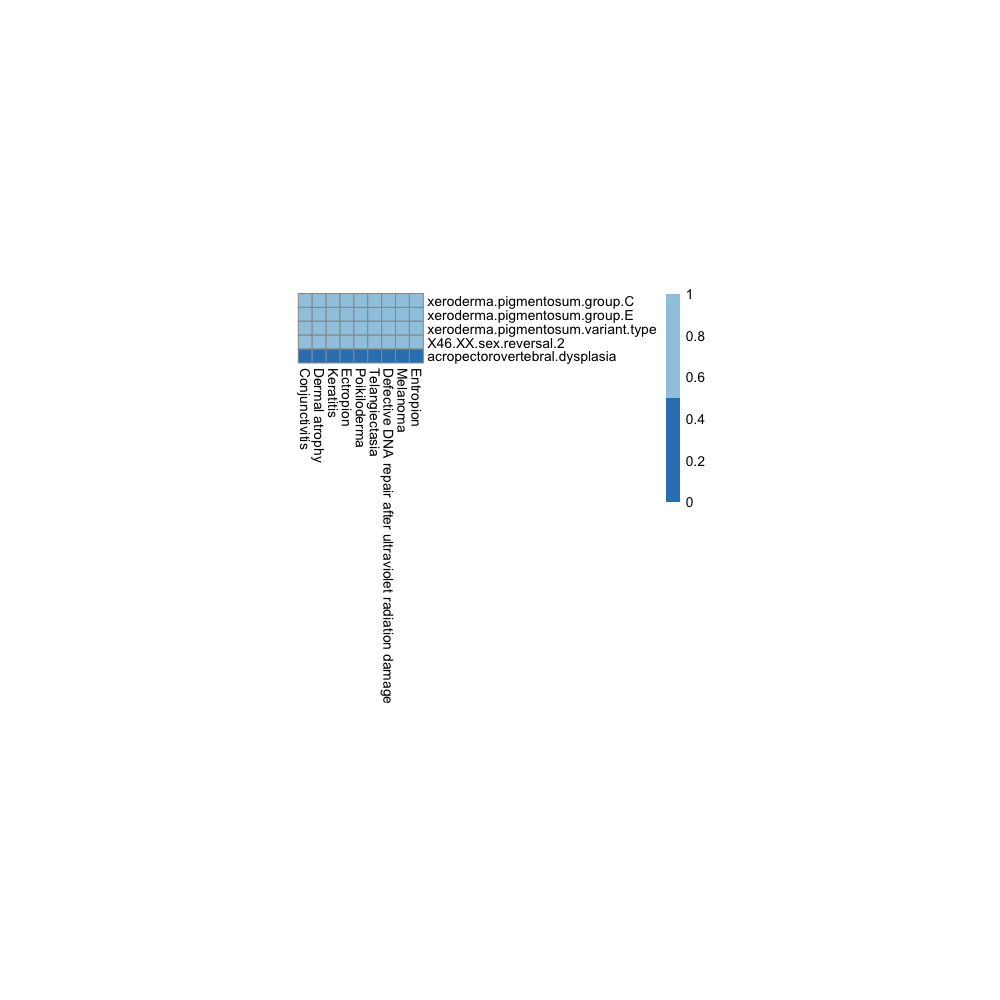 xeroderma.pigmentosum.group.C
xeroderma.pigmentosum.group.E
xeroderma.pigmentosum.variant.type
X46.XX.sex.reversal.2
acropectorovertebral.dysplasia
Conjunctivitis
Dermal atrophy
Keratitis
Ectropion
Poikiloderma
Telangiectasia
Defective DNA repair after ultraviolet radiation damage
Melanoma
Entropion
1
0.8
0.6
0.4
0.2
0